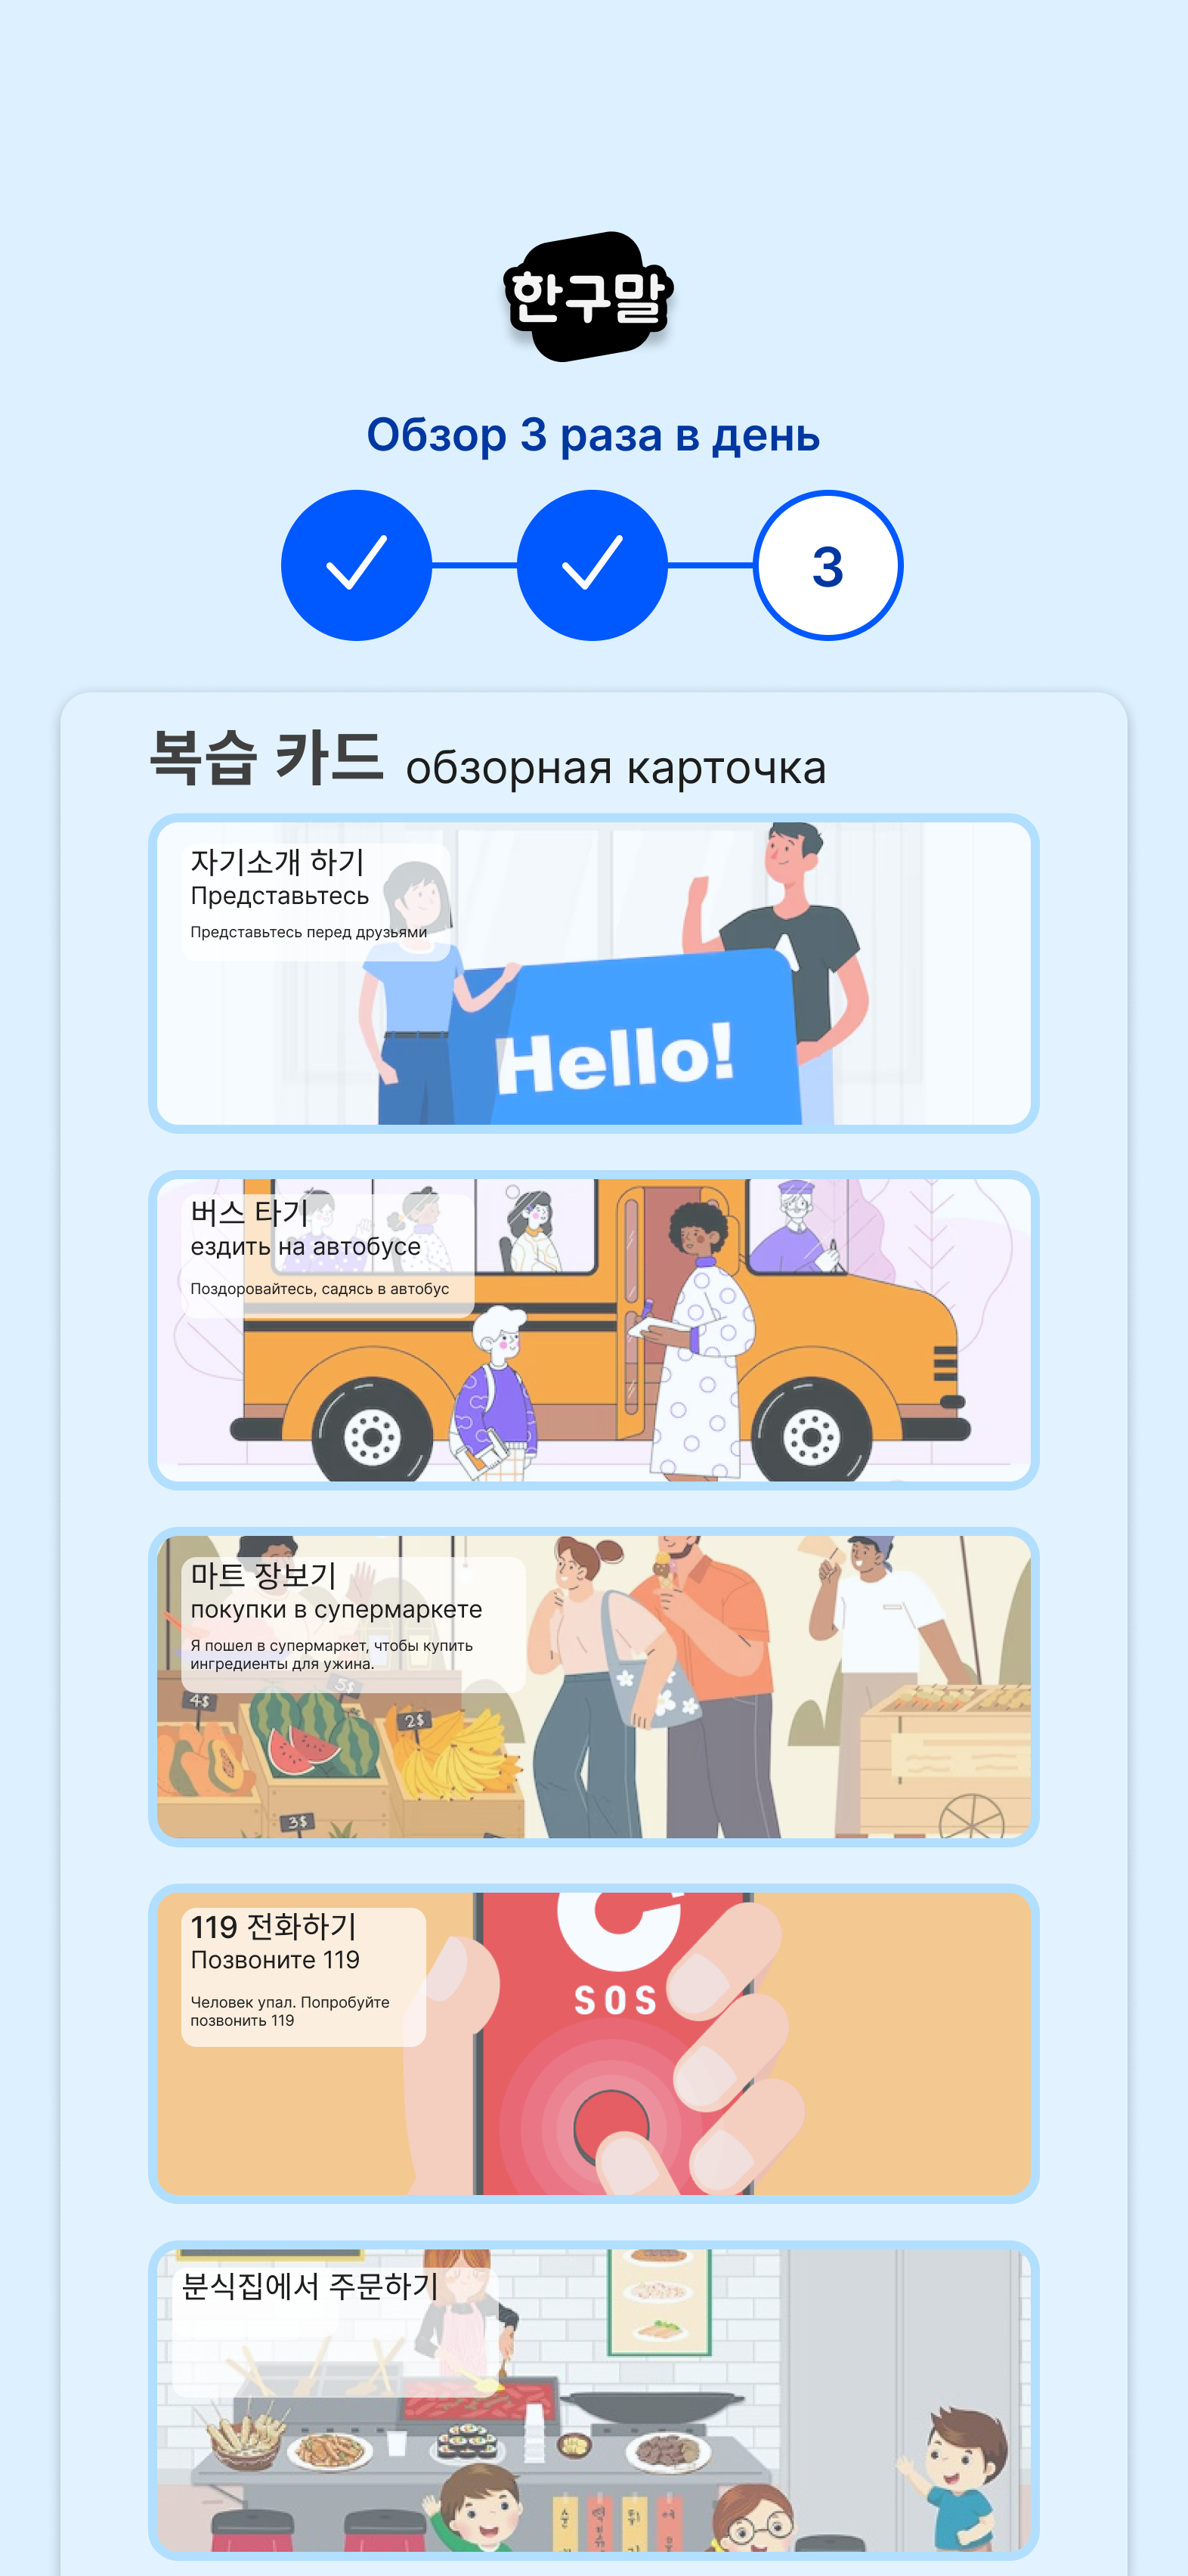 한구말
Обзор 3 раза в день
3
복습 카드 обзорная карточка
자기소개 하기
Представьтесь
Представьтесь перед друзьями
Hello!
버스 타기
ездить на автобусе
Поздоровайтесь, садясь в автобус
마트 장보기
покупки в супермаркете
Я пошел в супермаркет, чтобы купить
ингредиенты для ужина.
4$
5$
2$
3$
119 전화하기
Позвоните 119
Человек упал. Попробуйте
позвонить 119
SOS
분식집에서 주문하기